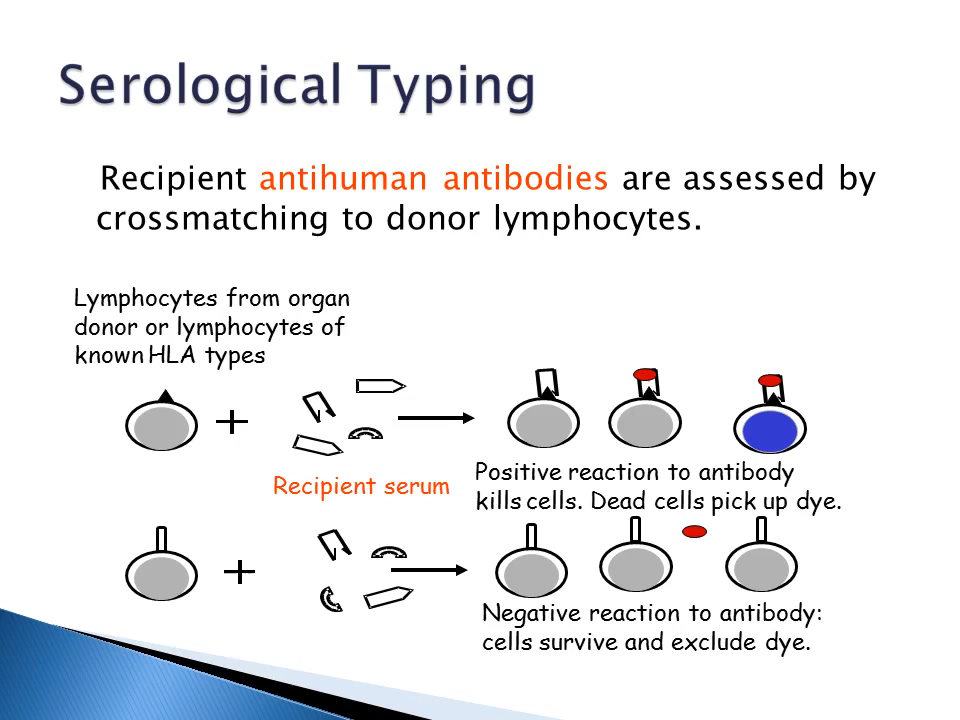 Serological Typing
Recipient antihuman antibodies are assessed by
crossmatching to donor lymphocytes.
Lymphocytes from organ
donor or lymphocytes of
known HLA types
Recipient serum
Positive reaction to antibody
kills cells. Dead cells pick up dye.
Negative reaction to antibody:
cells survive and exclude dye.